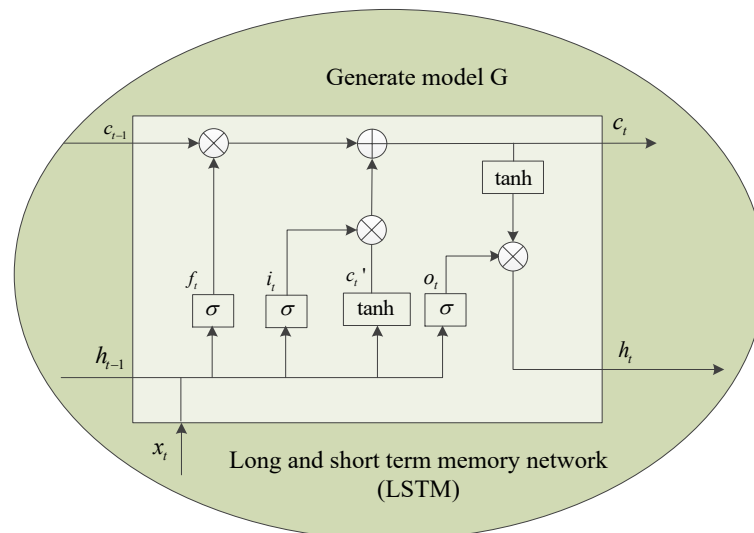 Generate model G
c_{t-1}
c_t
tanh
f_t
i_t
c_t'
o_t
σ
σ
tanh
σ
h_{t-1}
h_t
x_t
Long and short term memory network
(LSTM)